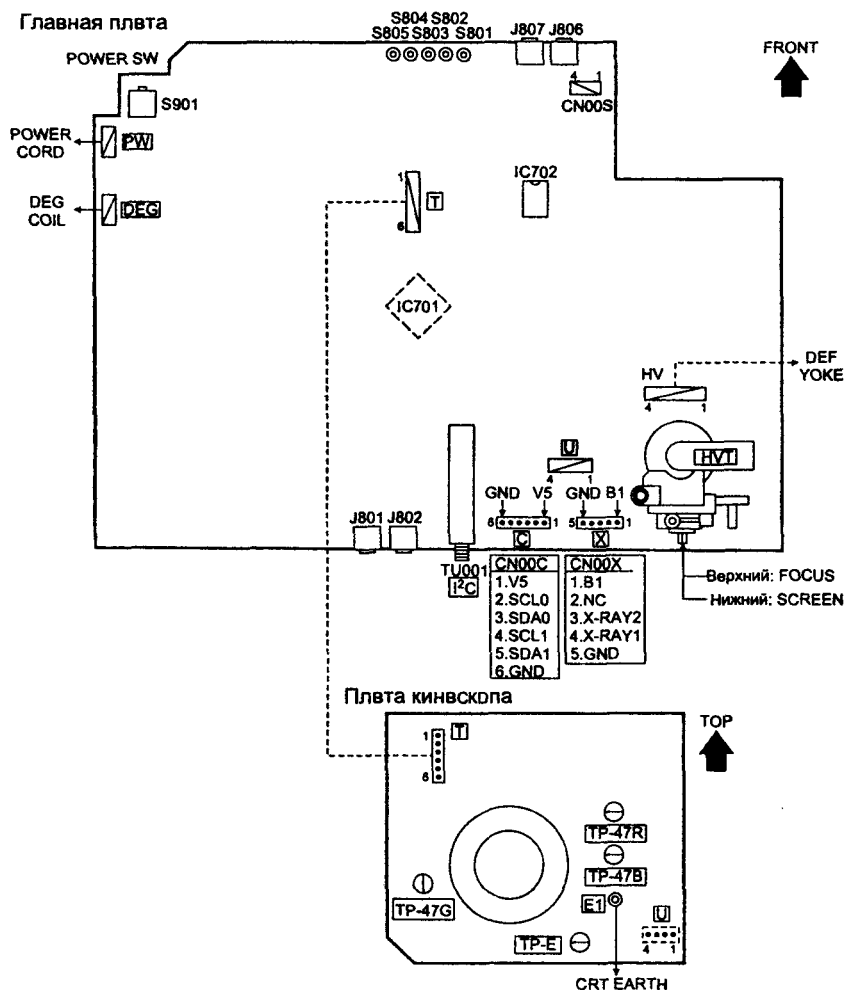 Главная плвта
S804 S802
S805 S803 S801
J807 J806
FRONT
POWER SW
4 1
CN00S
S901
POWER
CORD
PW
IC702
1
T
6
DEG
COIL
DEG
IC701
DEF
YOKE
HV
4 1
HVT
U
4 1
GND V5 GND B1
6 1 5 1
J801 J802
C X
TU001
I²C
CN00C
1.V5
2.SCL0
3.SDA0
4.SCL1
5.SDA1
6.GND
CN00X
1.B1
2.NC
3.X-RAY2
4.X-RAY1
5.GND
Верхний: FOCUS
Нижний: SCREEN
Плвта кинвскопа
TOP
1
T
6
TP-47R
TP-47B
TP-47G
E1
U
4 1
TP-E
CRT EARTH